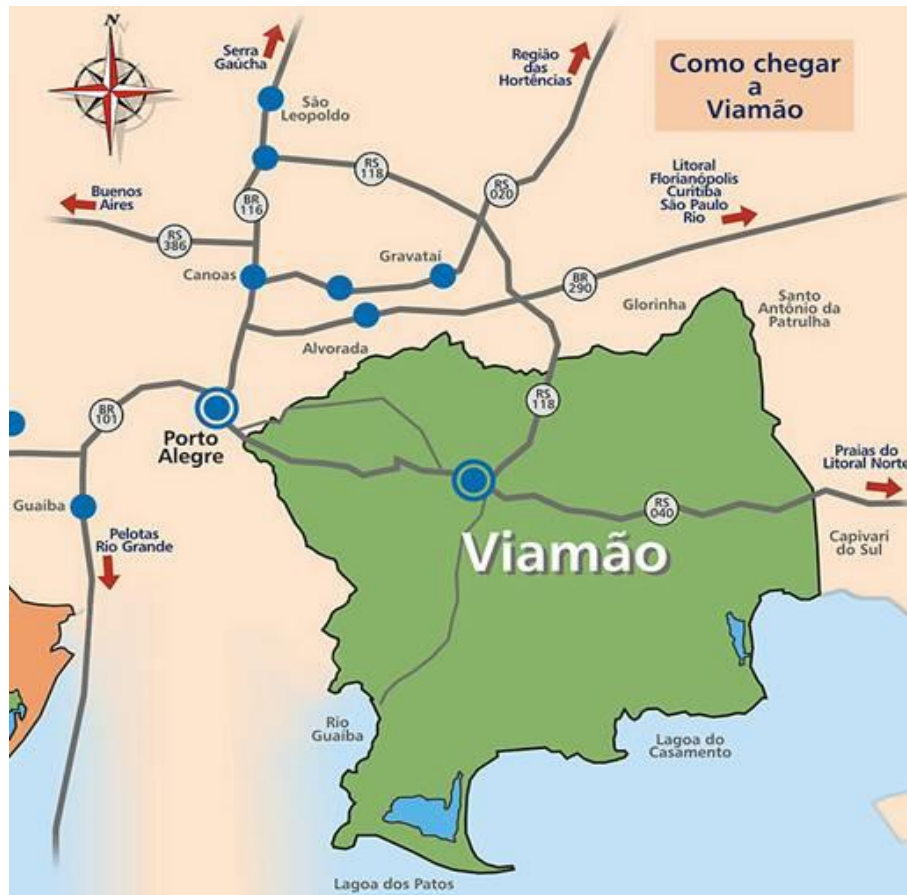 N
Serra
Gaúcha
Região
das
Hortências
Como chegar
a
Viamão
São
Leopoldo
RS
118
RS
020
Litoral
Florianópolis
Curitiba
São Paulo
Rio
Buenos
Aires
BR
116
RS
386
Canoas
Gravataí
BR
290
Glorinha
Santo
Antônio da
Patrulha
Alvorada
BR
101
Porto
Alegre
RS
118
Praias do
Litoral Norte
Guaíba
RS
040
Pelotas
Rio Grande
Viamão
Capivari
do Sul
Rio
Guaíba
Lagoa do
Casamento
Lagoa dos Patos